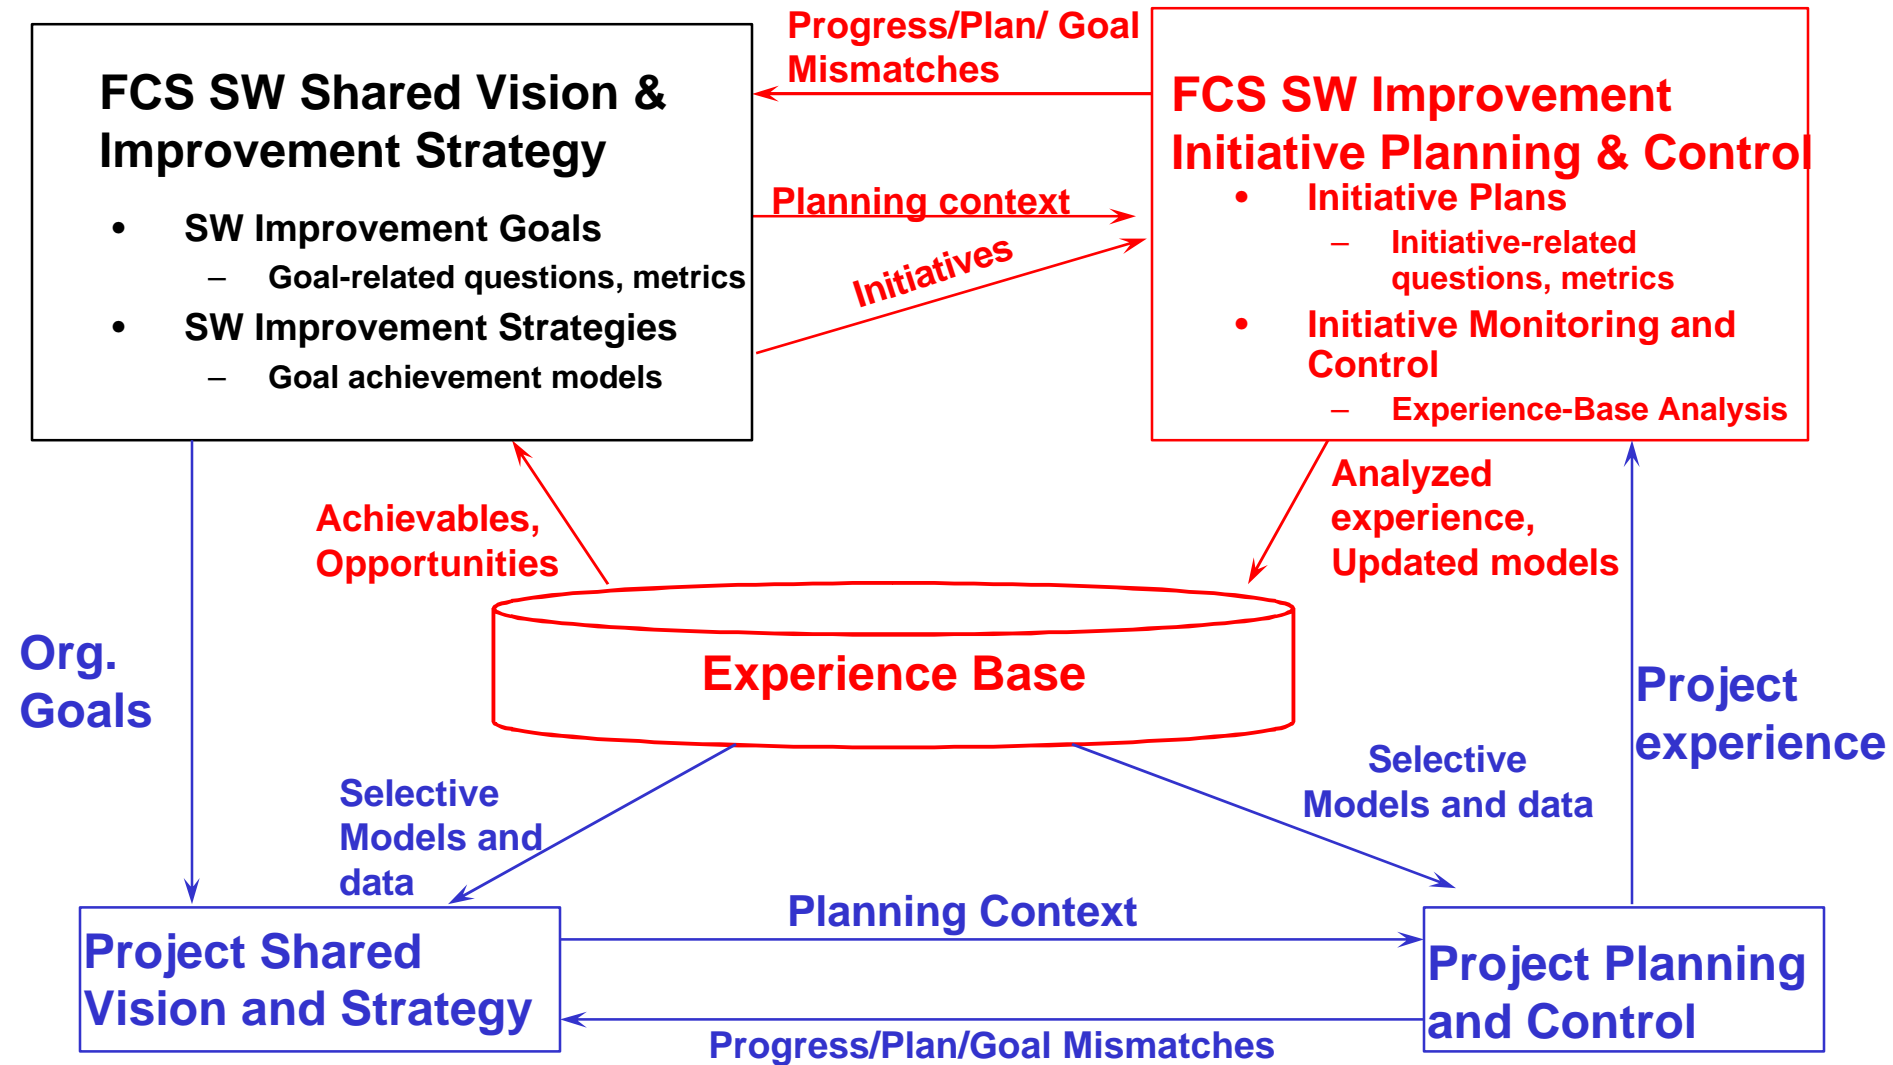 Progress/Plan/ Goal
Mismatches
FCS SW Shared Vision &
Improvement Strategy
• SW Improvement Goals
– Goal-related questions, metrics
• SW Improvement Strategies
– Goal achievement models
Planning context
Initiatives
FCS SW Improvement
Initiative Planning & Control
• Initiative Plans
– Initiative-related
questions, metrics
• Initiative Monitoring and
Control
– Experience-Base Analysis
Achievables,
Opportunities
Analyzed
experience,
Updated models
Org.
Goals
Experience Base
Project
experience
Selective
Models and
data
Selective
Models and data
Planning Context
Project Shared
Vision and Strategy
Project Planning
and Control
Progress/Plan/Goal Mismatches